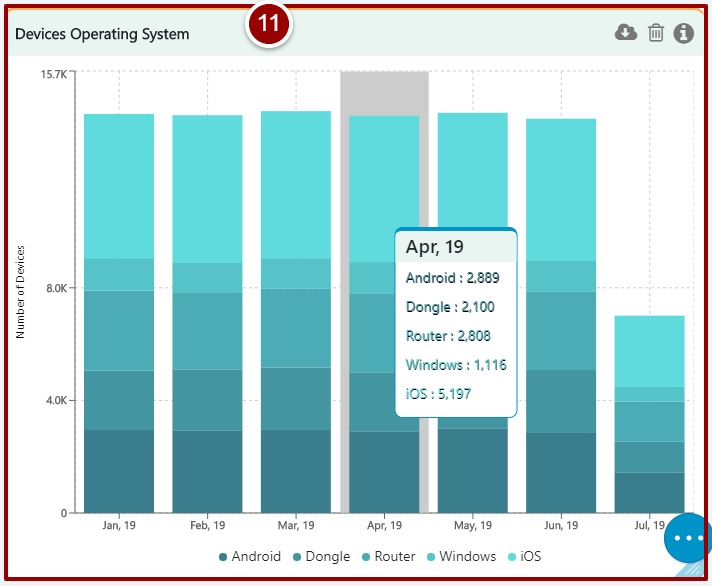 11
Devices Operating System
15.7K
8.0K
4.0K
0
Number of Devices
Apr, 19
Android : 2,889
Dongle : 2,100
Router : 2,808
Windows : 1,116
iOS : 5,197
Jan, 19 Feb, 19 Mar, 19 Apr, 19 May, 19 Jun, 19 Jul, 19
Android Dongle Router Windows iOS